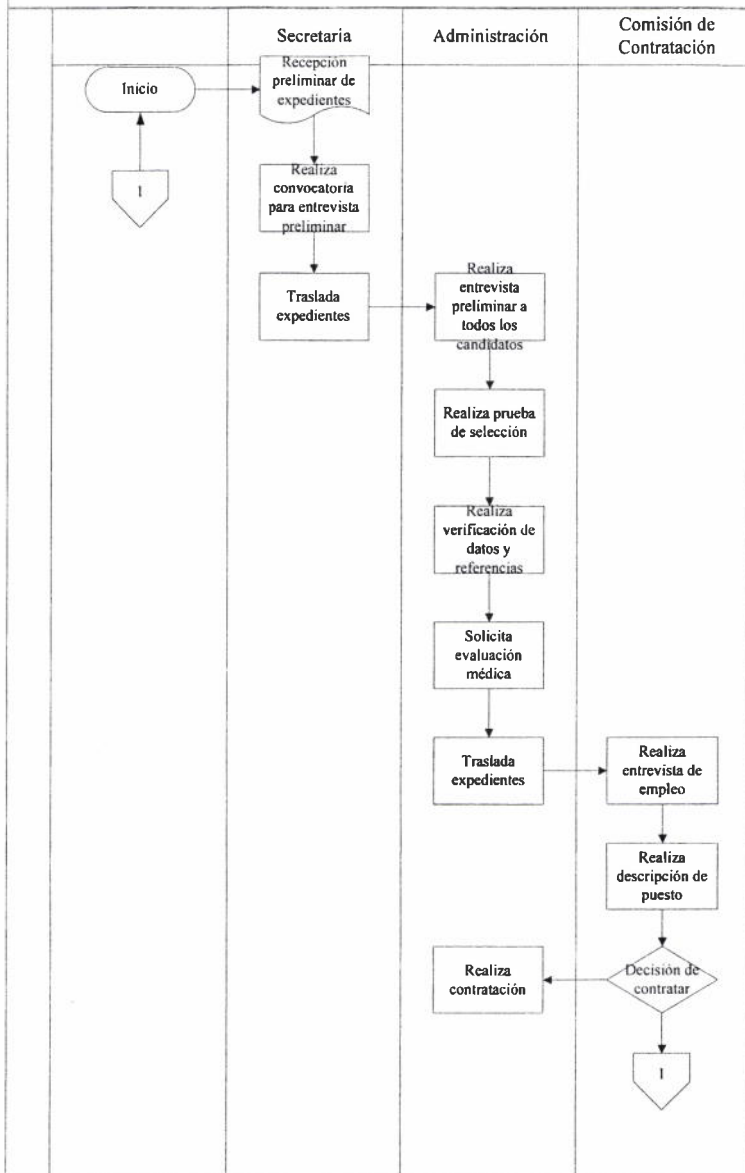 Secretaria
Administración
Comisión de
Contratación
Inicio
Recepción
preliminar de
expedientes
1
Realiza
convocatoria
para entrevista
preliminar
Traslada
expedientes
Realiza
entrevista
preliminar a
todos los
candidatos
Realiza prueba
de selección
Realiza
verificación de
datos y
referencias
Solicita
evaluación
médica
Traslada
expedientes
Realiza
entrevista de
empleo
Realiza
descripción de
puesto
Decisión de
contratar
Realiza
contratación
1